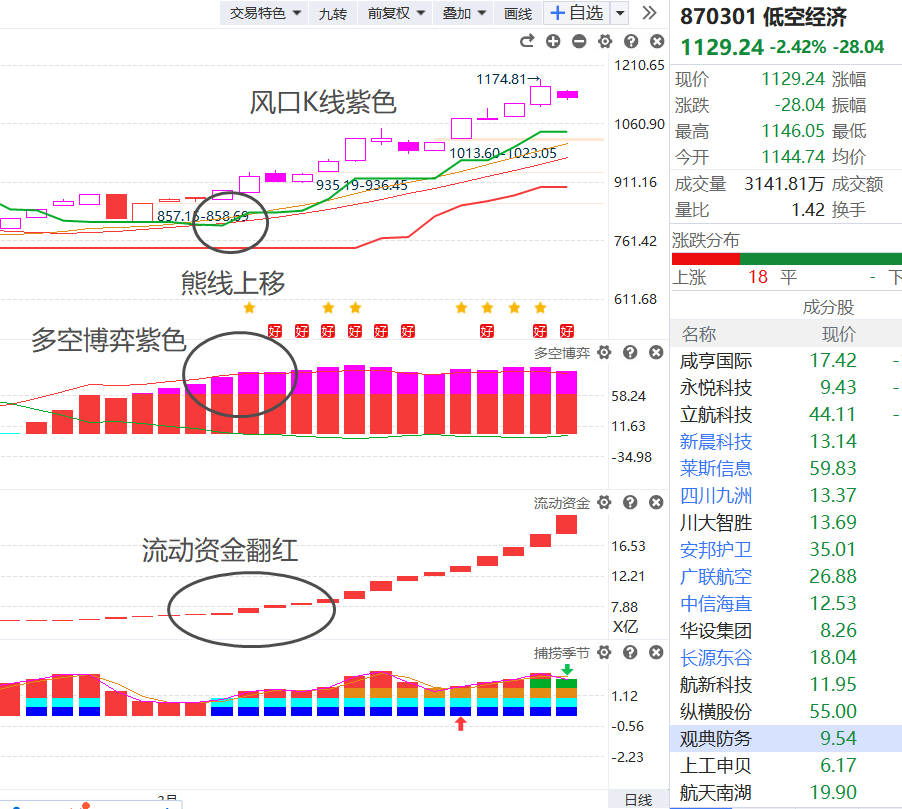 交易特色 九转 前复权 叠加 画线 +自选
870301 低空经济
1129.24 -2.42% -28.04
现价 1129.24 涨幅
涨跌 -28.04 振幅
最高 1146.05 最低
今开 1144.74 均价
成交量 3141.81万 成交额
量比 1.42 换手
涨跌分布
上涨 18 平 - 下
成分股
名称 现价
咸亨国际 17.42 -
永悦科技 9.43 -
立航科技 44.11 -
新晨科技 13.14
莱斯信息 59.83
四川九洲 13.37
川大智胜 13.69
安邦护卫 35.01
广联航空 26.88
中信海直 12.53
华设集团 8.26
长源东谷 18.04
航新科技 11.95
纵横股份 55.00
观典防务 9.54
上工申贝 6.17
航天南湖 19.90
1210.65
1174.81→
风口K线紫色
1060.90
1013.60-1023.05
935.19-936.45
911.16
857.15-858.69
761.42
熊线上移
611.68
好 好 好 好 好 好 好 好 好
多空博弈紫色
多空博弈
58.24
11.63
-34.98
流动资金
流动资金翻红
16.53
12.21
7.88
X亿
捕捞季节
1.12
-0.56
-2.23
日线